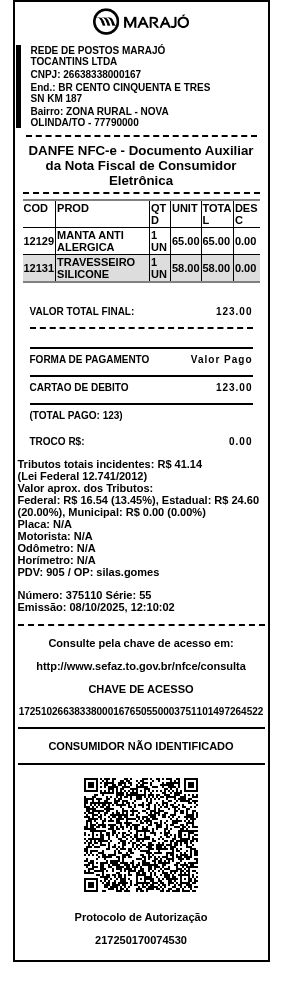 MARAJÓ
REDE DE POSTOS MARAJÓ
TOCANTINS LTDA
CNPJ: 26638338000167
End.: BR CENTO CINQUENTA E TRES
SN KM 187
Bairro: ZONA RURAL - NOVA
OLINDA/TO - 77790000
DANFE NFC-e - Documento Auxiliar
da Nota Fiscal de Consumidor
Eletrônica
COD PROD QTD UNIT TOTAL DESC
12129 MANTA ANTI ALERGICA 1 UN 65.00 65.00 0.00
12131 TRAVESSEIRO SILICONE 1 UN 58.00 58.00 0.00
VALOR TOTAL FINAL: 123.00
FORMA DE PAGAMENTO Valor Pago
CARTAO DE DEBITO 123.00
(TOTAL PAGO: 123)
TROCO R$: 0.00
Tributos totais incidentes: R$ 41.14
(Lei Federal 12.741/2012)
Valor aprox. dos Tributos:
Federal: R$ 16.54 (13.45%), Estadual: R$ 24.60
(20.00%), Municipal: R$ 0.00 (0.00%)
Placa: N/A
Motorista: N/A
Odômetro: N/A
Horímetro: N/A
PDV: 905 / OP: silas.gomes
Número: 375110 Série: 55
Emissão: 08/10/2025, 12:10:02
Consulte pela chave de acesso em:
http://www.sefaz.to.gov.br/nfce/consulta
CHAVE DE ACESSO
17251026638338000167650550003751101497264522
CONSUMIDOR NÃO IDENTIFICADO
Protocolo de Autorização
217250170074530